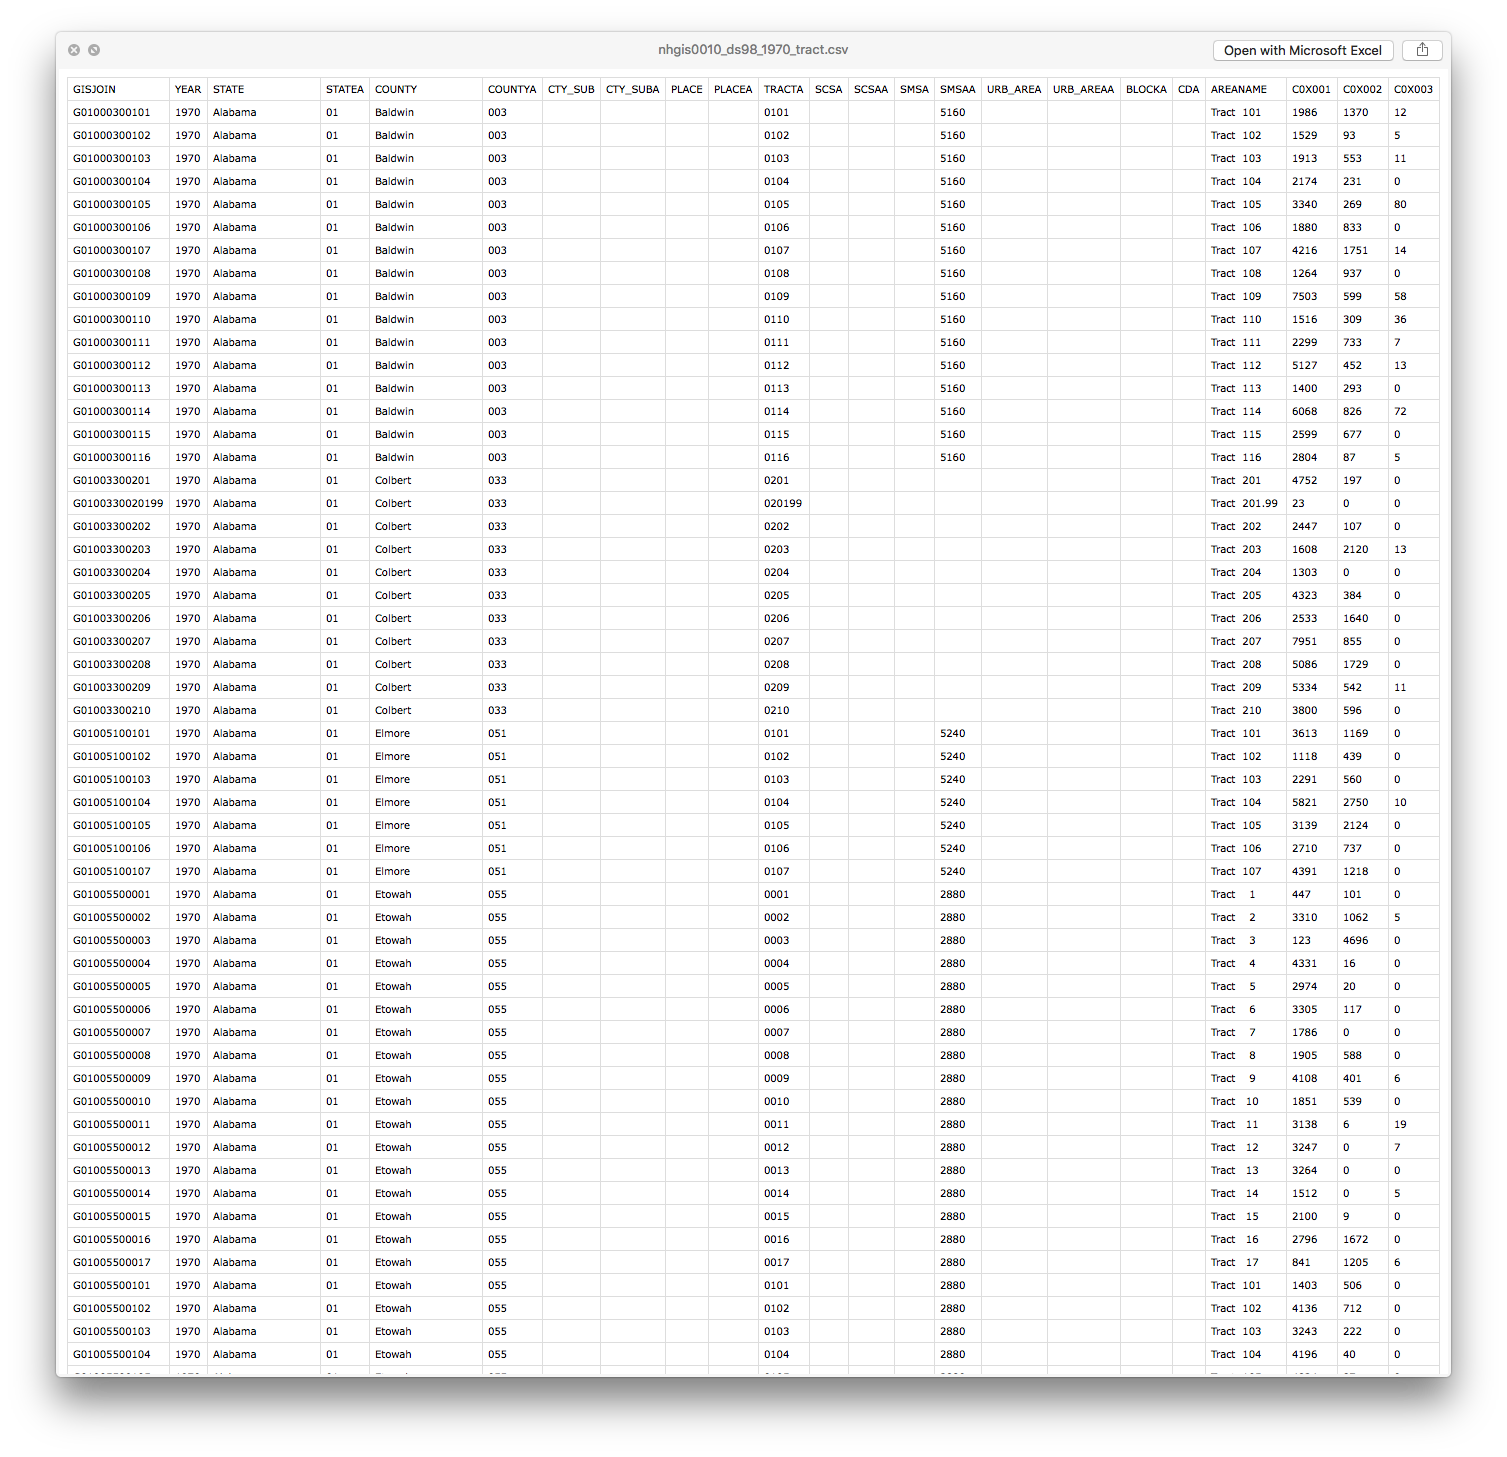 nhgis0010_ds98_1970_tract.csv Open with Microsoft Excel
GISJOIN YEAR STATE STATEA COUNTY COUNTYA CTY_SUB CTY_SUBA PLACE PLACEA TRACTA SCSA SCSAA SMSA SMSAA URB_AREA URB_AREAA BLOCKA CDA AREANAME C0X001 C0X002 C0X003
G01000300101 1970 Alabama 01 Baldwin 003 0101 5160 Tract 101 1986 1370 12
G01000300102 1970 Alabama 01 Baldwin 003 0102 5160 Tract 102 1529 93 5
G01000300103 1970 Alabama 01 Baldwin 003 0103 5160 Tract 103 1913 553 11
G01000300104 1970 Alabama 01 Baldwin 003 0104 5160 Tract 104 2174 231 0
G01000300105 1970 Alabama 01 Baldwin 003 0105 5160 Tract 105 3340 269 80
G01000300106 1970 Alabama 01 Baldwin 003 0106 5160 Tract 106 1880 833 0
G01000300107 1970 Alabama 01 Baldwin 003 0107 5160 Tract 107 4216 1751 14
G01000300108 1970 Alabama 01 Baldwin 003 0108 5160 Tract 108 1264 937 0
G01000300109 1970 Alabama 01 Baldwin 003 0109 5160 Tract 109 7503 599 58
G01000300110 1970 Alabama 01 Baldwin 003 0110 5160 Tract 110 1516 309 36
G01000300111 1970 Alabama 01 Baldwin 003 0111 5160 Tract 111 2299 733 7
G01000300112 1970 Alabama 01 Baldwin 003 0112 5160 Tract 112 5127 452 13
G01000300113 1970 Alabama 01 Baldwin 003 0113 5160 Tract 113 1400 293 0
G01000300114 1970 Alabama 01 Baldwin 003 0114 5160 Tract 114 6068 826 72
G01000300115 1970 Alabama 01 Baldwin 003 0115 5160 Tract 115 2599 677 0
G01000300116 1970 Alabama 01 Baldwin 003 0116 5160 Tract 116 2804 87 5
G01003300201 1970 Alabama 01 Colbert 033 0201 Tract 201 4752 197 0
G0100330020199 1970 Alabama 01 Colbert 033 020199 Tract 201.99 23 0 0
G01003300202 1970 Alabama 01 Colbert 033 0202 Tract 202 2447 107 0
G01003300203 1970 Alabama 01 Colbert 033 0203 Tract 203 1608 2120 13
G01003300204 1970 Alabama 01 Colbert 033 0204 Tract 204 1303 0 0
G01003300205 1970 Alabama 01 Colbert 033 0205 Tract 205 4323 384 0
G01003300206 1970 Alabama 01 Colbert 033 0206 Tract 206 2533 1640 0
G01003300207 1970 Alabama 01 Colbert 033 0207 Tract 207 7951 855 0
G01003300208 1970 Alabama 01 Colbert 033 0208 Tract 208 5086 1729 0
G01003300209 1970 Alabama 01 Colbert 033 0209 Tract 209 5334 542 11
G01003300210 1970 Alabama 01 Colbert 033 0210 Tract 210 3800 596 0
G01005100101 1970 Alabama 01 Elmore 051 0101 5240 Tract 101 3613 1169 0
G01005100102 1970 Alabama 01 Elmore 051 0102 5240 Tract 102 1118 439 0
G01005100103 1970 Alabama 01 Elmore 051 0103 5240 Tract 103 2291 560 0
G01005100104 1970 Alabama 01 Elmore 051 0104 5240 Tract 104 5821 2750 10
G01005100105 1970 Alabama 01 Elmore 051 0105 5240 Tract 105 3139 2124 0
G01005100106 1970 Alabama 01 Elmore 051 0106 5240 Tract 106 2710 737 0
G01005100107 1970 Alabama 01 Elmore 051 0107 5240 Tract 107 4391 1218 0
G01005500001 1970 Alabama 01 Etowah 055 0001 2880 Tract 1 447 101 0
G01005500002 1970 Alabama 01 Etowah 055 0002 2880 Tract 2 3310 1062 5
G01005500003 1970 Alabama 01 Etowah 055 0003 2880 Tract 3 123 4696 0
G01005500004 1970 Alabama 01 Etowah 055 0004 2880 Tract 4 4331 16 0
G01005500005 1970 Alabama 01 Etowah 055 0005 2880 Tract 5 2974 20 0
G01005500006 1970 Alabama 01 Etowah 055 0006 2880 Tract 6 3305 117 0
G01005500007 1970 Alabama 01 Etowah 055 0007 2880 Tract 7 1786 0 0
G01005500008 1970 Alabama 01 Etowah 055 0008 2880 Tract 8 1905 588 0
G01005500009 1970 Alabama 01 Etowah 055 0009 2880 Tract 9 4108 401 6
G01005500010 1970 Alabama 01 Etowah 055 0010 2880 Tract 10 1851 539 0
G01005500011 1970 Alabama 01 Etowah 055 0011 2880 Tract 11 3138 6 19
G01005500012 1970 Alabama 01 Etowah 055 0012 2880 Tract 12 3247 0 7
G01005500013 1970 Alabama 01 Etowah 055 0013 2880 Tract 13 3264 0 0
G01005500014 1970 Alabama 01 Etowah 055 0014 2880 Tract 14 1512 0 5
G01005500015 1970 Alabama 01 Etowah 055 0015 2880 Tract 15 2100 9 0
G01005500016 1970 Alabama 01 Etowah 055 0016 2880 Tract 16 2796 1672 0
G01005500017 1970 Alabama 01 Etowah 055 0017 2880 Tract 17 841 1205 6
G01005500101 1970 Alabama 01 Etowah 055 0101 2880 Tract 101 1403 506 0
G01005500102 1970 Alabama 01 Etowah 055 0102 2880 Tract 102 4136 712 0
G01005500103 1970 Alabama 01 Etowah 055 0103 2880 Tract 103 3243 222 0
G01005500104 1970 Alabama 01 Etowah 055 0104 2880 Tract 104 4196 40 0